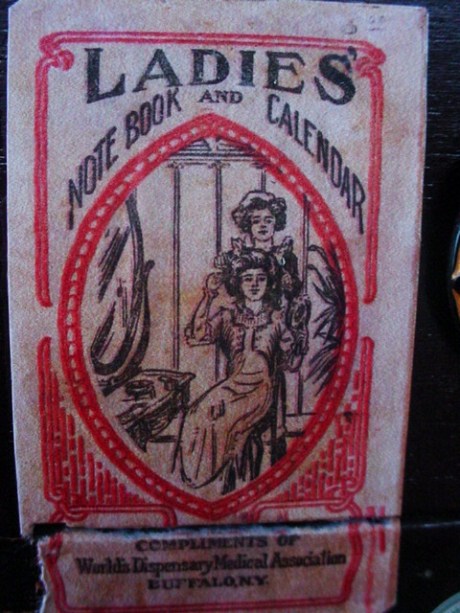 LADIES'
NOTE BOOK AND CALENDAR
COMPLIMENTS OF
World's Dispensary Medical Association
BUFFALO, N.Y.